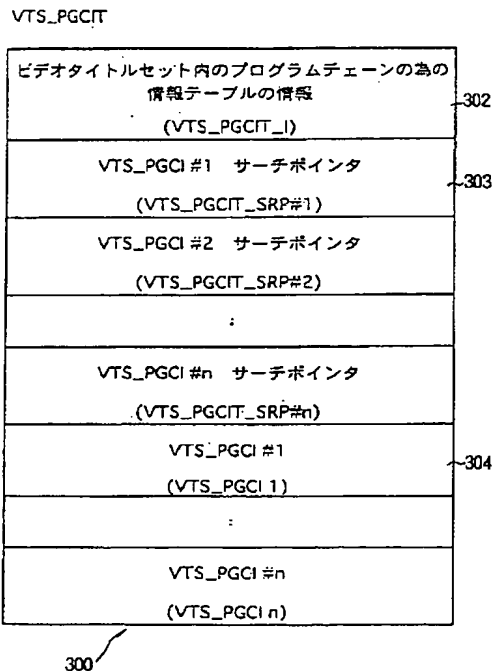 VTS_PGCIT
ビデオタイトルセット内のプログラムチェーンの為の
情報テーブルの情報
(VTS_PGCIT_I)
302
VTS_PGCI #1 サーチポインタ
(VTS_PGCIT_SRP#1)
303
VTS_PGCI #2 サーチポインタ
(VTS_PGCIT_SRP#2)
:
VTS_PGCI #n サーチポインタ
(VTS_PGCIT_SRP#n)
VTS_PGCI #1
(VTS_PGCI 1)
304
:
VTS_PGCI #n
(VTS_PGCI n)
300